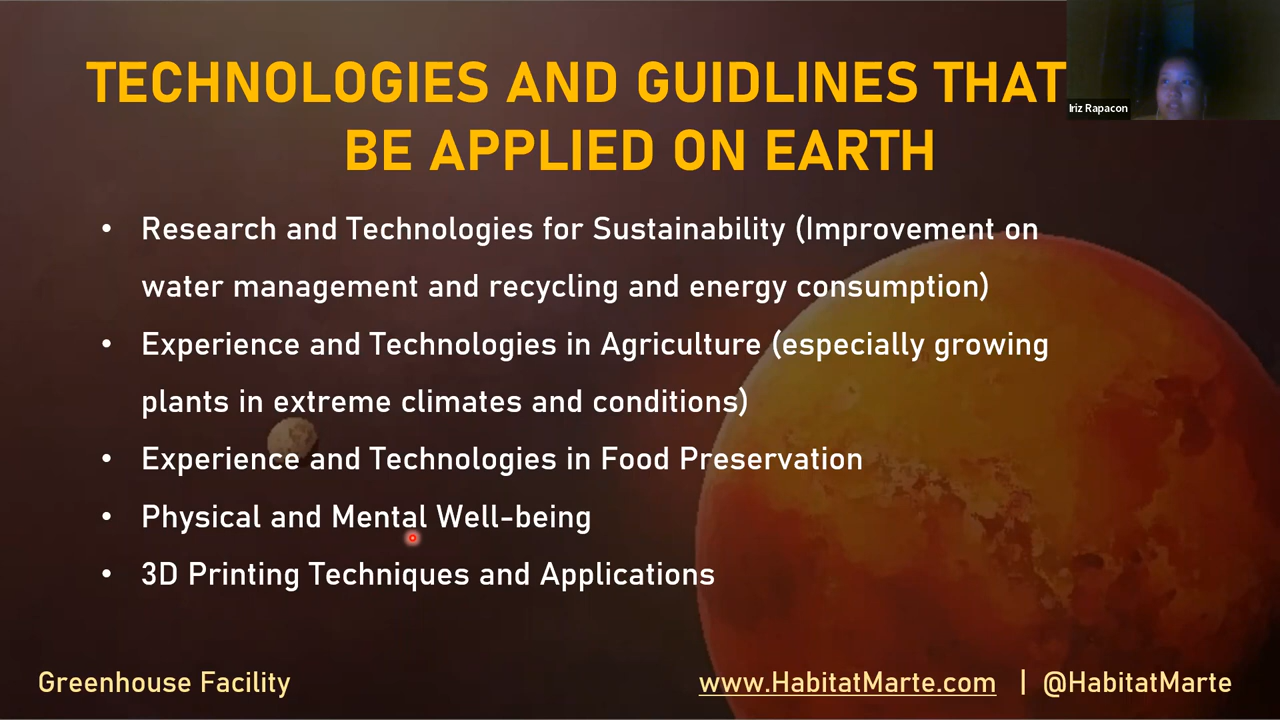 TECHNOLOGIES AND GUIDLINES THAT
BE APPLIED ON EARTH
Iriz Rapacon
• Research and Technologies for Sustainability (Improvement on
water management and recycling and energy consumption)
• Experience and Technologies in Agriculture (especially growing
plants in extreme climates and conditions)
• Experience and Technologies in Food Preservation
• Physical and Mental Well-being
• 3D Printing Techniques and Applications
Greenhouse Facility
www.HabitatMarte.com | @HabitatMarte